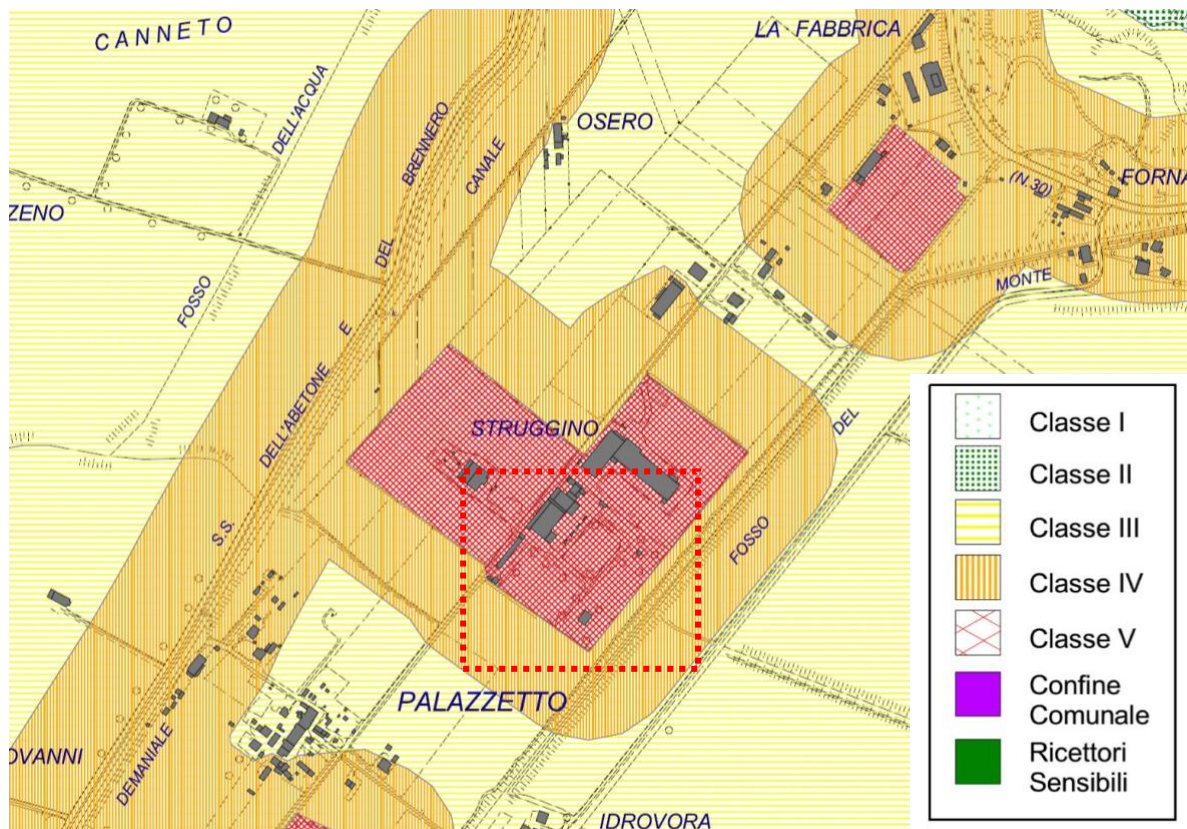 CANNETO
LA FABBRICA
DELL'ACQUA
BRENNERO
OSERO
CANALE
(N.30)
FORNA
ZENO
DEL
FOSSO
MONTE
E
DELL'ABETONE
STRUGGINO
DEL
S.S.
FOSSO
PALAZZETTO
OVANNI
DEMANIALE
IDROVORA
Classe I
Classe II
Classe III
Classe IV
Classe V
Confine
Comunale
Ricettori
Sensibili